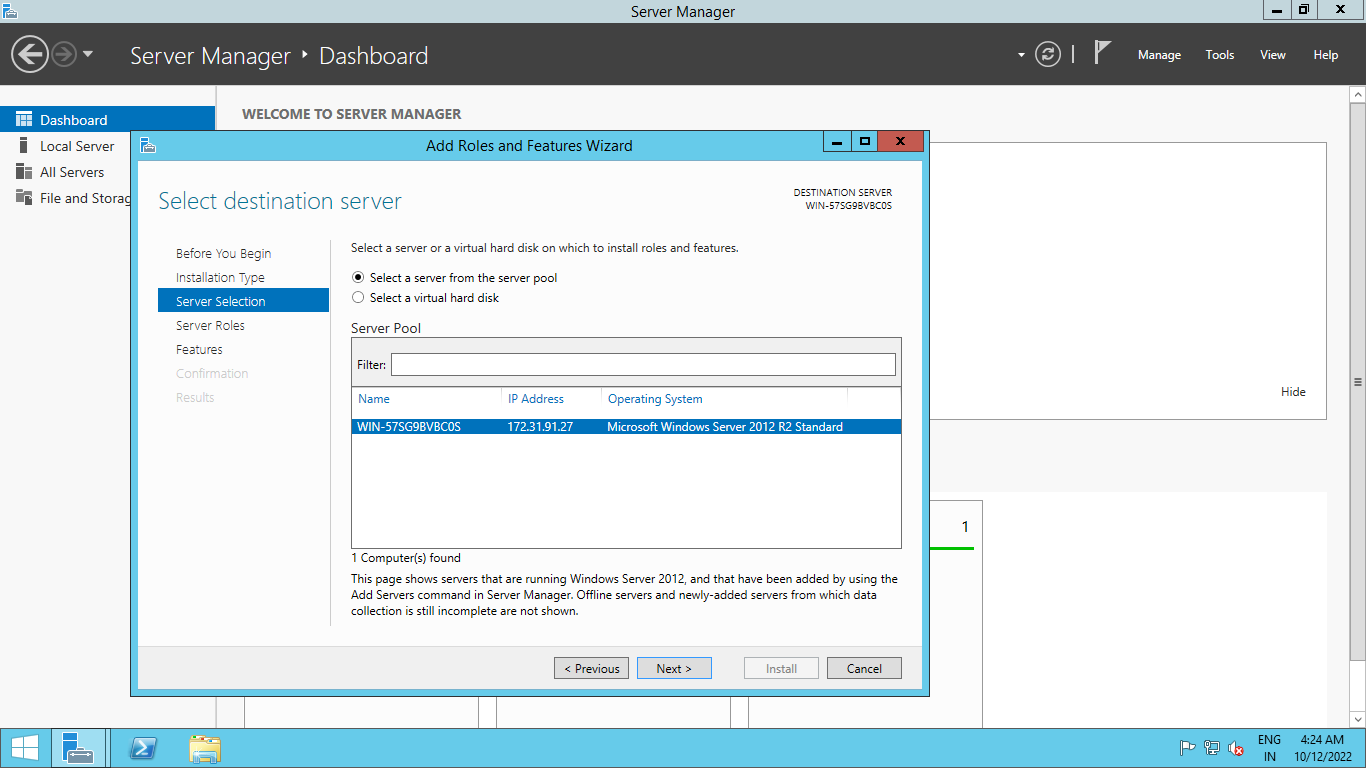 Server Manager
Server Manager ‣ Dashboard
Manage Tools View Help
Dashboard
Local Server
All Servers
File and Storag
WELCOME TO SERVER MANAGER
Add Roles and Features Wizard
Select destination server
DESTINATION SERVER
WIN-57SG9BVBC0S
Before You Begin
Installation Type
Server Selection
Server Roles
Features
Confirmation
Results
Select a server or a virtual hard disk on which to install roles and features.
Select a server from the server pool
Select a virtual hard disk
Server Pool
Filter:
Name IP Address Operating System
WIN-57SG9BVBC0S 172.31.91.27 Microsoft Windows Server 2012 R2 Standard
1 Computer(s) found
This page shows servers that are running Windows Server 2012, and that have been added by using the
Add Servers command in Server Manager. Offline servers and newly-added servers from which data
collection is still incomplete are not shown.
< Previous Next > Install Cancel
Hide
1
ENG
IN
4:24 AM
10/12/2022